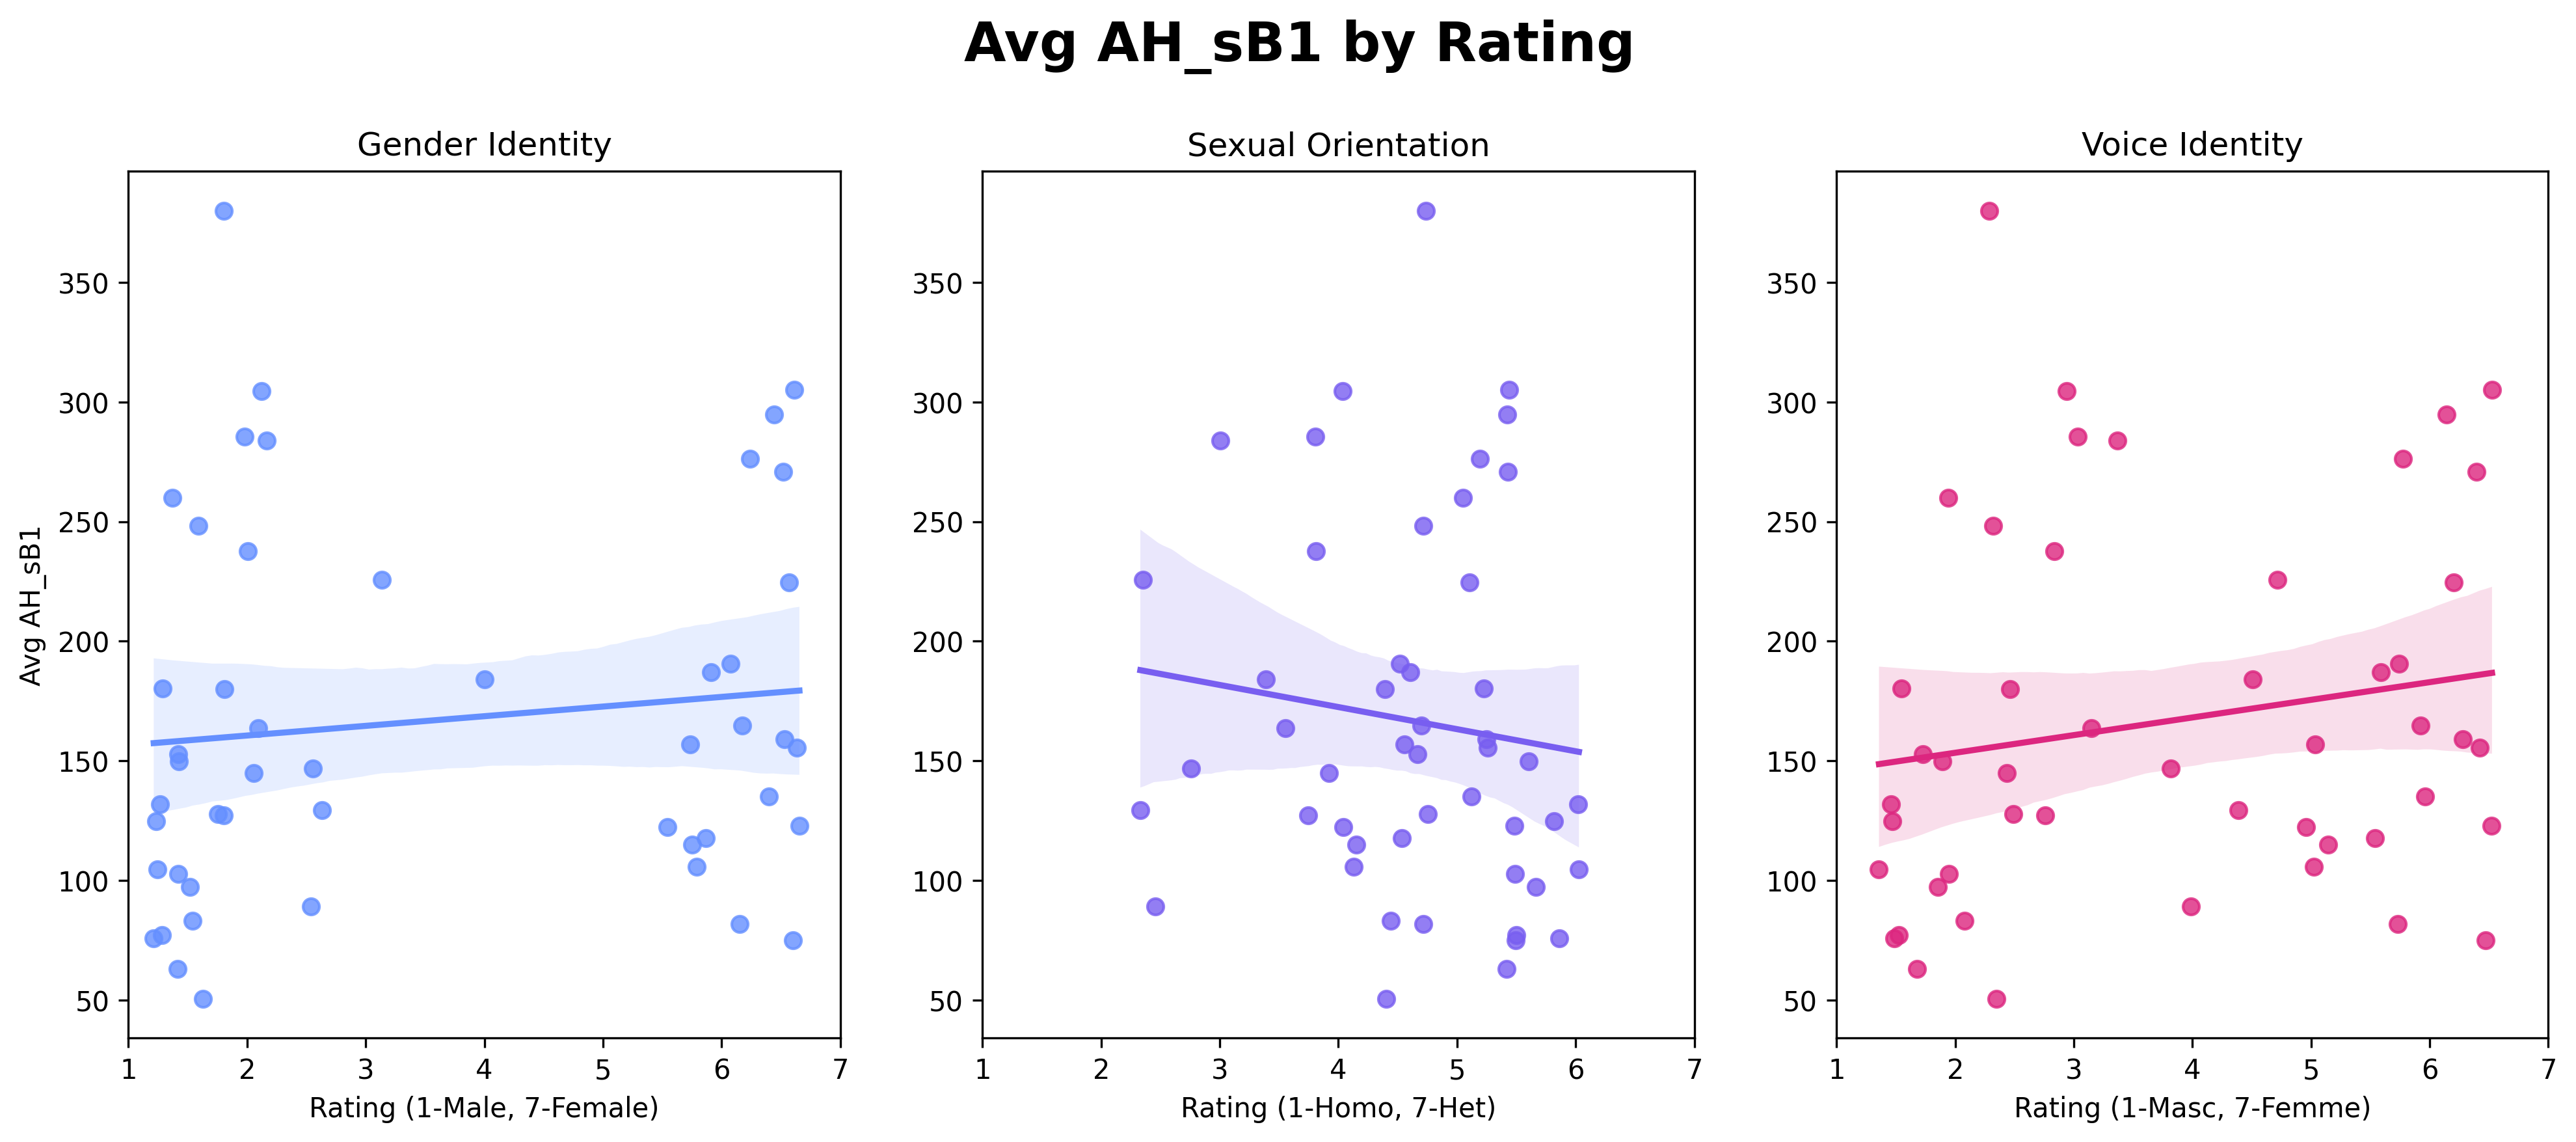 Avg AH_sB1 by Rating
Gender Identity
Sexual Orientation
Voice Identity
Avg AH_sB1
350
300
250
200
150
100
50
1 2 3 4 5 6 7
Rating (1-Male, 7-Female)
350
300
250
200
150
100
50
1 2 3 4 5 6 7
Rating (1-Homo, 7-Het)
350
300
250
200
150
100
50
1 2 3 4 5 6 7
Rating (1-Masc, 7-Femme)